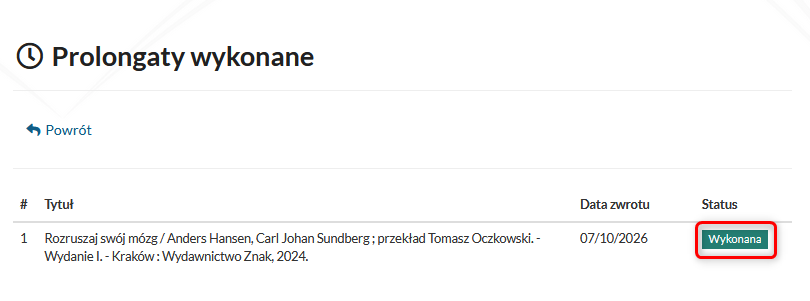 Prolongaty wykonane
Powrót
# Tytuł Data zwrotu Status
1 Rozruszaj swój mózg / Anders Hansen, Carl Johan Sundberg ; przekład Tomasz Oczkowski. - 07/10/2026 Wykonana
Wydanie I. - Kraków : Wydawnictwo Znak, 2024.